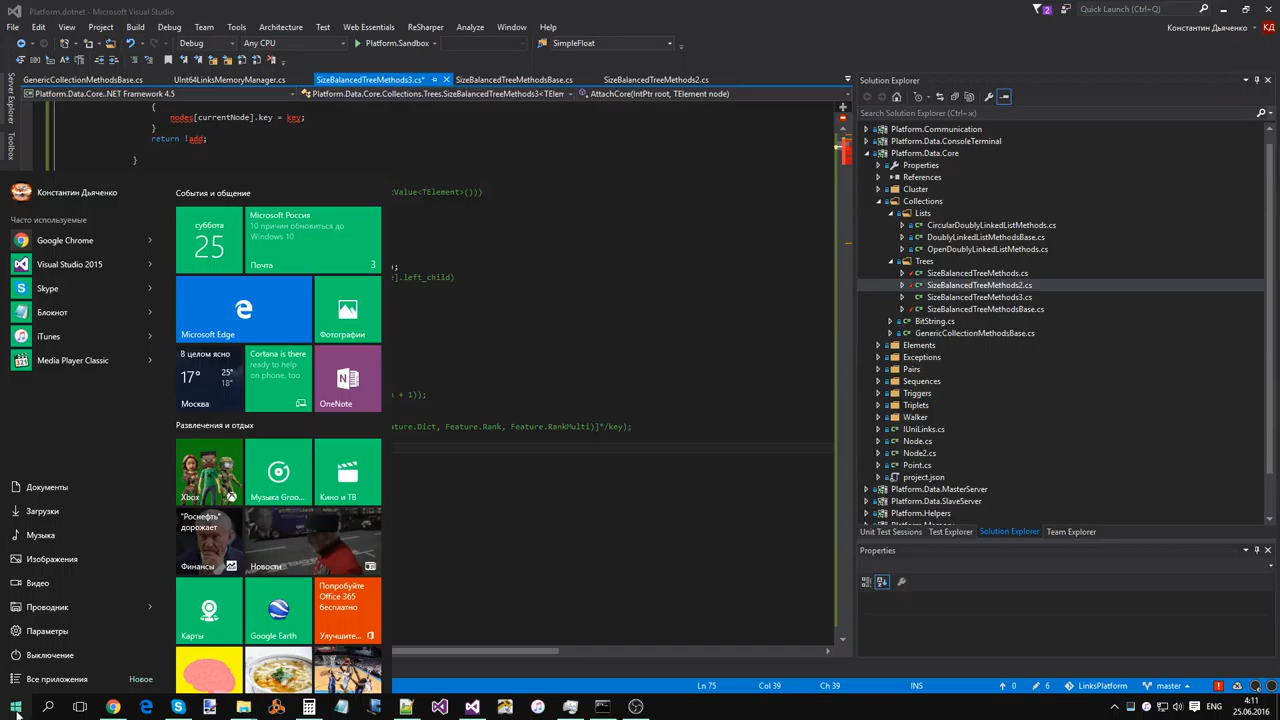 Platform.dotnet - Microsoft Visual Studio
2
Quick Launch (Ctrl+Q)
File Edit View Project Build Debug Team Tools Test Web Essentials ReSharper Analyze Window Help
Константин Дьяченко КД
Debug Any CPU Platform.Sandbox SimpleFloat
GenericCollectionMethodsBase.cs UInt64LinksMemoryManager.cs SizeBalancedTreeMethods3.cs* SizeBalancedTreeMethodsBase.cs SizeBalancedTreeMethods2.cs
Platform.Data.Core..NET Framework 4.5 Platform.Data.Core.Collections.Trees.SizeBalancedTreeMethods3<TElem AttachCore(IntPtr root, TElement node)
Server Explorer
Toolbox
{
nodes[currentNode].key = key;
}
return !add;
}
tValue<TElement>()))
;
e].left_child)
n + 1));
ature.Dict, Feature.Rank, Feature.RankMulti)]"/key);
Константин Дьяченко
Часто используемые
Google Chrome
Visual Studio 2015
Skype
Блокнот
iTunes
Media Player Classic
Документы
Загрузки
Музыка
Изображения
Видео
Проводник
Параметры
Выключение
Все приложения Новое
События и общение
суббота
25
Microsoft Россия
10 причин обновиться до
Windows 10
Почта 3
Microsoft Edge
Фотографии
В целом ясно
17° 25°
18°
Москва
Cortana is there
ready to help
on phone, too
OneNote
Развлечения и отдых
Xbox
Музыка Groo...
Кино и ТВ
"Роснефть"
дорожает
Финансы
Новости
Карты
Google Earth
Попробуйте
Office 365
бесплатно
Улучшите...
Solution Explorer
Search Solution Explorer (Ctrl+ж)
Platform.Communication
Platform.Data.ConsoleTerminal
Platform.Data.Core
Properties
References
Cluster
Collections
Lists
CircularDoublyLinkedListMethods.cs
DoublyLinkedListMethodsBase.cs
OpenDoublyLinkedListMethods.cs
Trees
SizeBalancedTreeMethods.cs
SizeBalancedTreeMethods2.cs
SizeBalancedTreeMethods3.cs
SizeBalancedTreeMethodsBase.cs
BitString.cs
GenericCollectionMethodsBase.cs
Elements
Exceptions
Pairs
Sequences
Triggers
Triplets
Walker
IUniLinks.cs
Node.cs
Node2.cs
Point.cs
project.json
Platform.Data.MasterServer
Platform.Data.SlaveServer
Platform.Helpers
Platform.Memory
Unit Test Sessions Test Explorer Solution Explorer Team Explorer
Properties
Ln 75 Col 39 Ch 39 INS 0 6 LinksPlatform master
4:11
25.06.2016